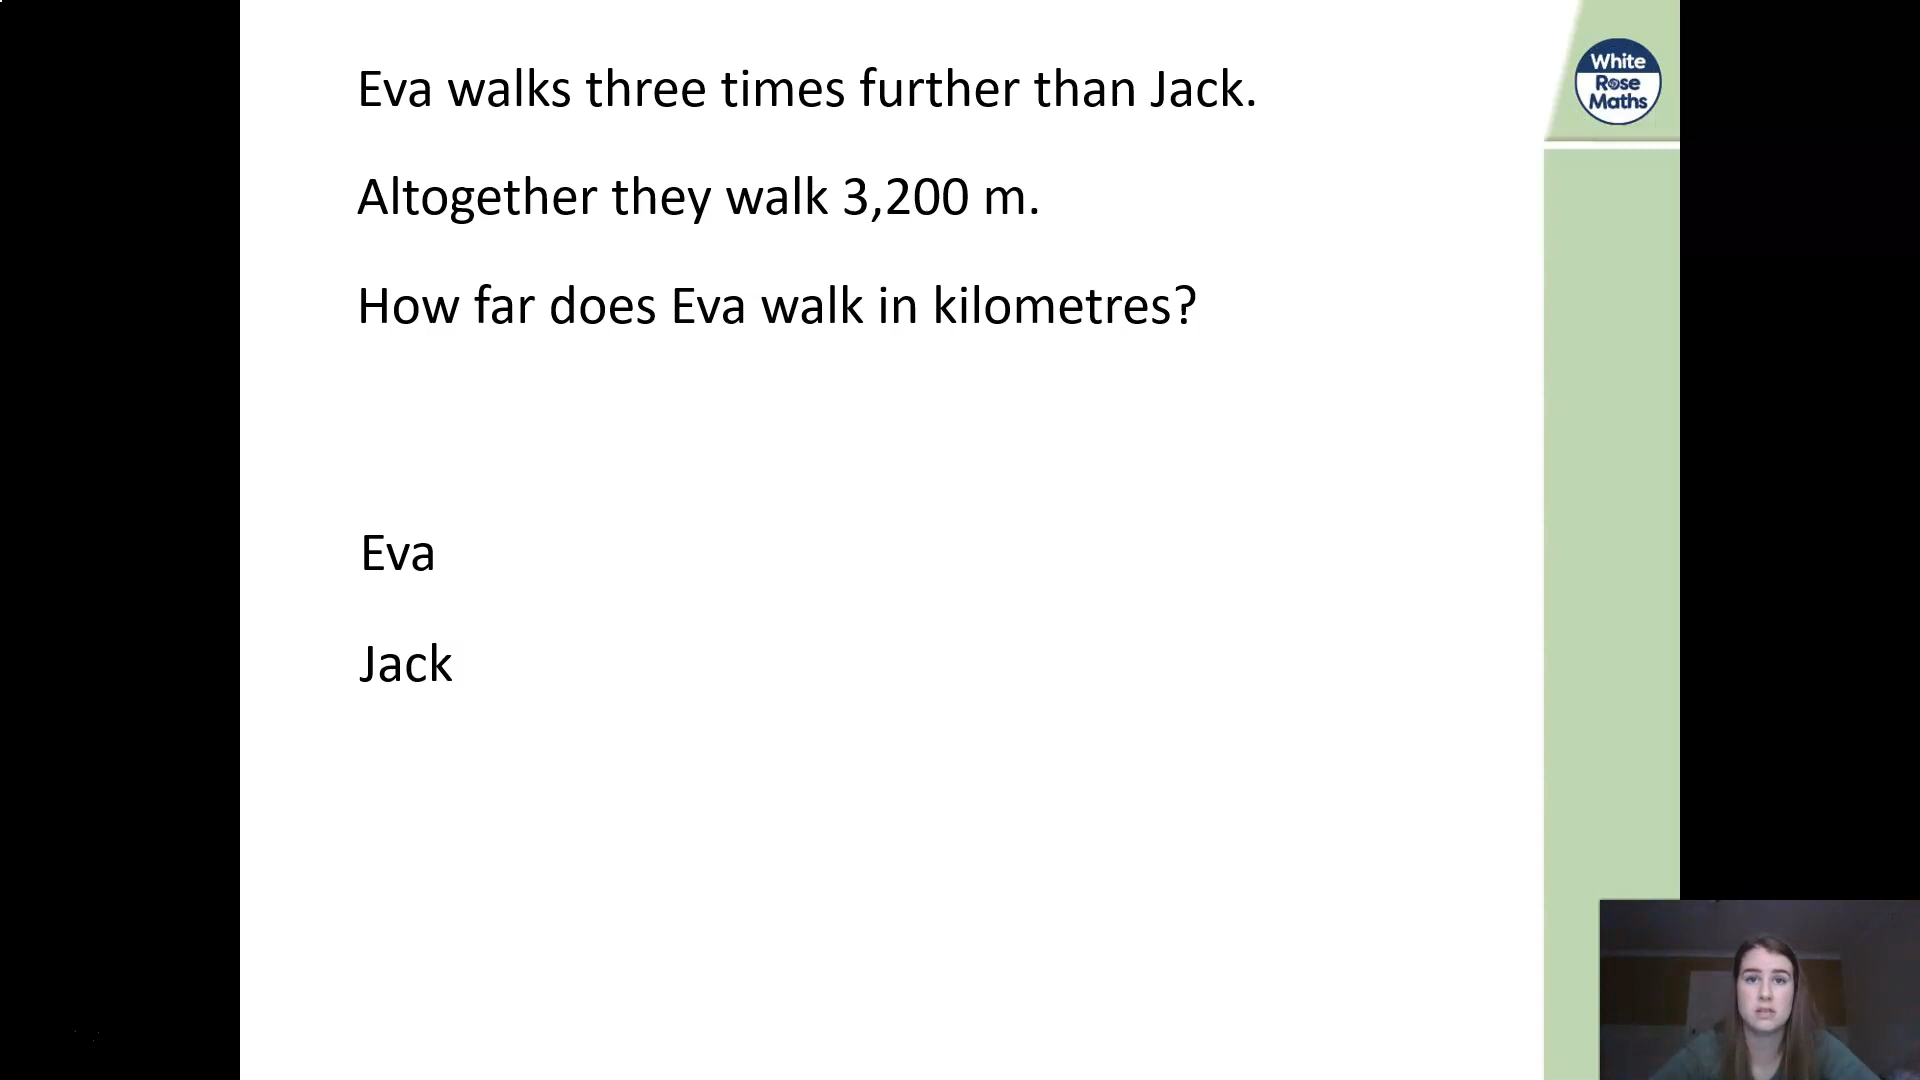 Eva walks three times further than Jack.
Altogether they walk 3,200 m.
How far does Eva walk in kilometres?
Eva
Jack
White
Rose
Maths